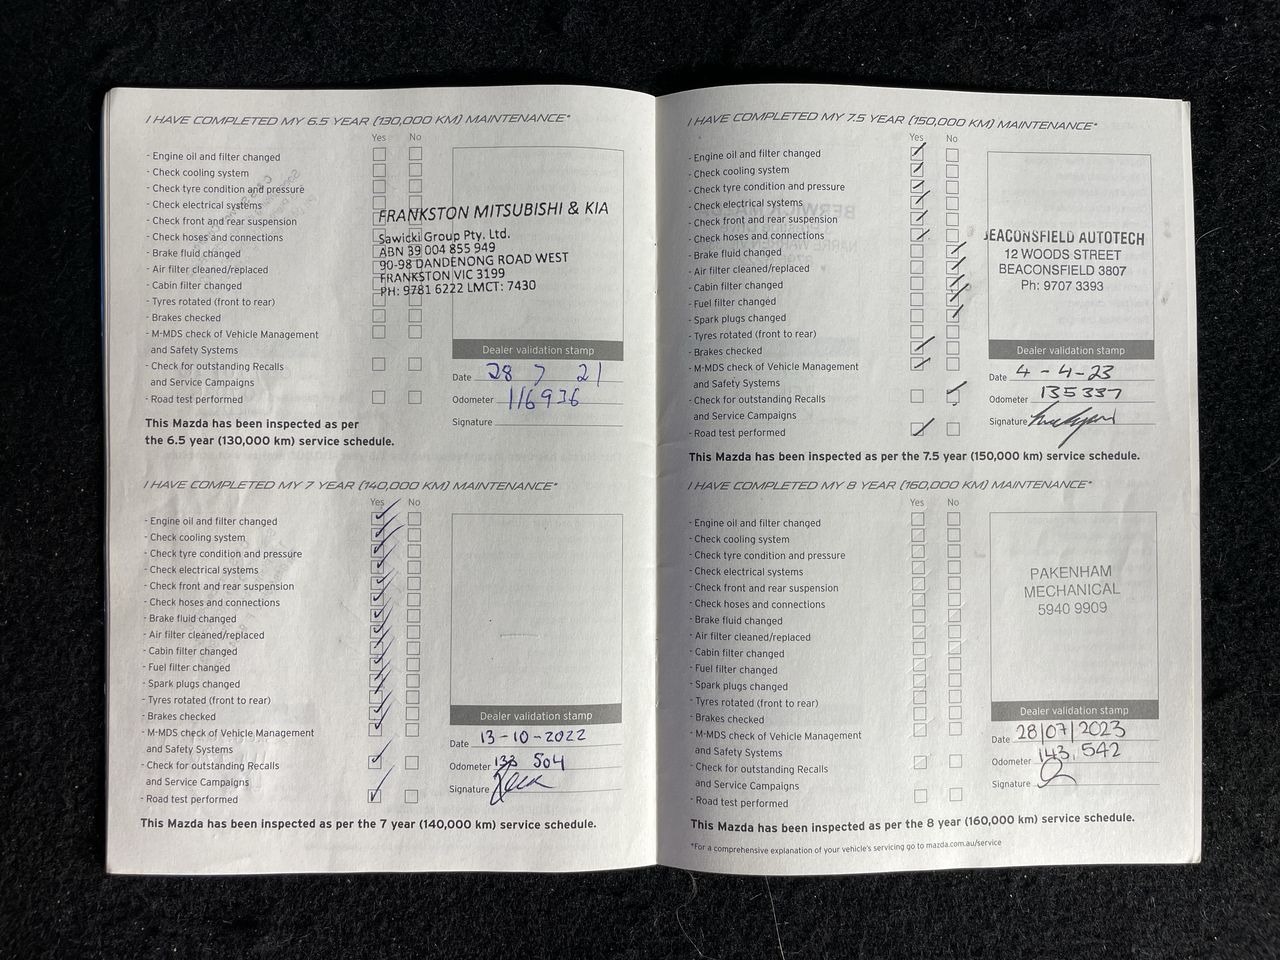 I HAVE COMPLETED MY 6.5 YEAR (130,000 KM) MAINTENANCE*
Yes No
- Engine oil and filter changed
- Check cooling system
- Check tyre condition and pressure
- Check electrical systems
- Check front and rear suspension
- Check hoses and connections
- Brake fluid changed
- Air filter cleaned/replaced
- Cabin filter changed
- Tyres rotated (front to rear)
- Brakes checked
- M-MDS check of Vehicle Management
and Safety Systems
- Check for outstanding Recalls
and Service Campaigns
- Road test performed
This Mazda has been inspected as per
the 6.5 year (130,000 km) service schedule.
FRANKSTON MITSUBISHI & KIA
Sawicki Group Pty. Ltd.
ABN 39 004 855 949
90-98 DANDENONG ROAD WEST
FRANKSTON VIC 3199
PH: 9781 6222 LMCT: 7430
Dealer validation stamp
Date 28 7 21
Odometer 116936
Signature
I HAVE COMPLETED MY 7 YEAR (140,000 KM) MAINTENANCE*
Yes No
- Engine oil and filter changed
- Check cooling system
- Check tyre condition and pressure
- Check electrical systems
- Check front and rear suspension
- Check hoses and connections
- Brake fluid changed
- Air filter cleaned/replaced
- Cabin filter changed
- Fuel filter changed
- Spark plugs changed
- Tyres rotated (front to rear)
- Brakes checked
- M-MDS check of Vehicle Management
and Safety Systems
- Check for outstanding Recalls
and Service Campaigns
- Road test performed
Dealer validation stamp
Date 13-10-2022
Odometer 133 504
Signature
This Mazda has been inspected as per the 7 year (140,000 km) service schedule.
I HAVE COMPLETED MY 7.5 YEAR (150,000 KM) MAINTENANCE*
Yes No
- Engine oil and filter changed
- Check cooling system
- Check tyre condition and pressure
- Check electrical systems
- Check front and rear suspension
- Check hoses and connections
- Brake fluid changed
- Air filter cleaned/replaced
- Cabin filter changed
- Fuel filter changed
- Spark plugs changed
- Tyres rotated (front to rear)
- Brakes checked
- M-MDS check of Vehicle Management
and Safety Systems
- Check for outstanding Recalls
and Service Campaigns
- Road test performed
BEACONSFIELD AUTOTECH
12 WOODS STREET
BEACONSFIELD 3807
Ph: 9707 3393
Dealer validation stamp
Date 4-4-23
Odometer 135337
Signature
This Mazda has been inspected as per the 7.5 year (150,000 km) service schedule.
I HAVE COMPLETED MY 8 YEAR (160,000 KM) MAINTENANCE*
Yes No
- Engine oil and filter changed
- Check cooling system
- Check tyre condition and pressure
- Check electrical systems
- Check front and rear suspension
- Check hoses and connections
- Brake fluid changed
- Air filter cleaned/replaced
- Cabin filter changed
- Fuel filter changed
- Spark plugs changed
- Tyres rotated (front to rear)
- Brakes checked
- M-MDS check of Vehicle Management
and Safety Systems
- Check for outstanding Recalls
and Service Campaigns
- Road test performed
PAKENHAM
MECHANICAL
5940 9909
Dealer validation stamp
Date 28/07/2023
Odometer 143,542
Signature
This Mazda has been inspected as per the 8 year (160,000 km) service schedule.
*For a comprehensive explanation of your vehicle's servicing go to mazda.com.au/service